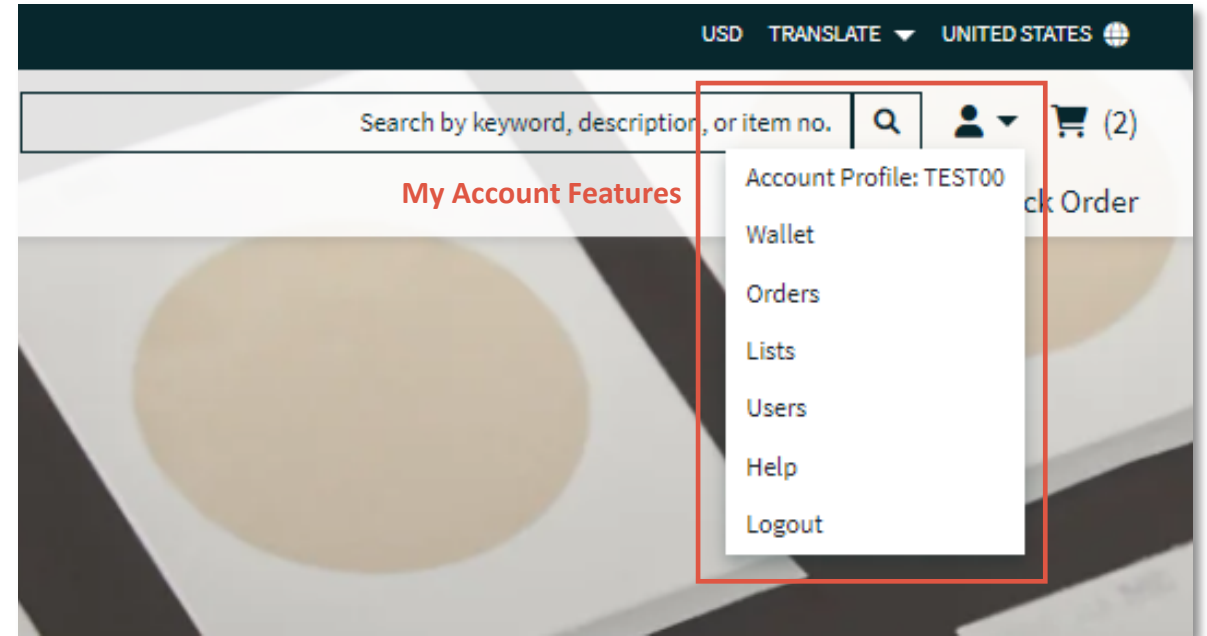 USD TRANSLATE UNITED STATES
Search by keyword, description, or item no.
(2)
My Account Features
Account Profile: TEST00
ck Order
Wallet
Orders
Lists
Users
Help
Logout